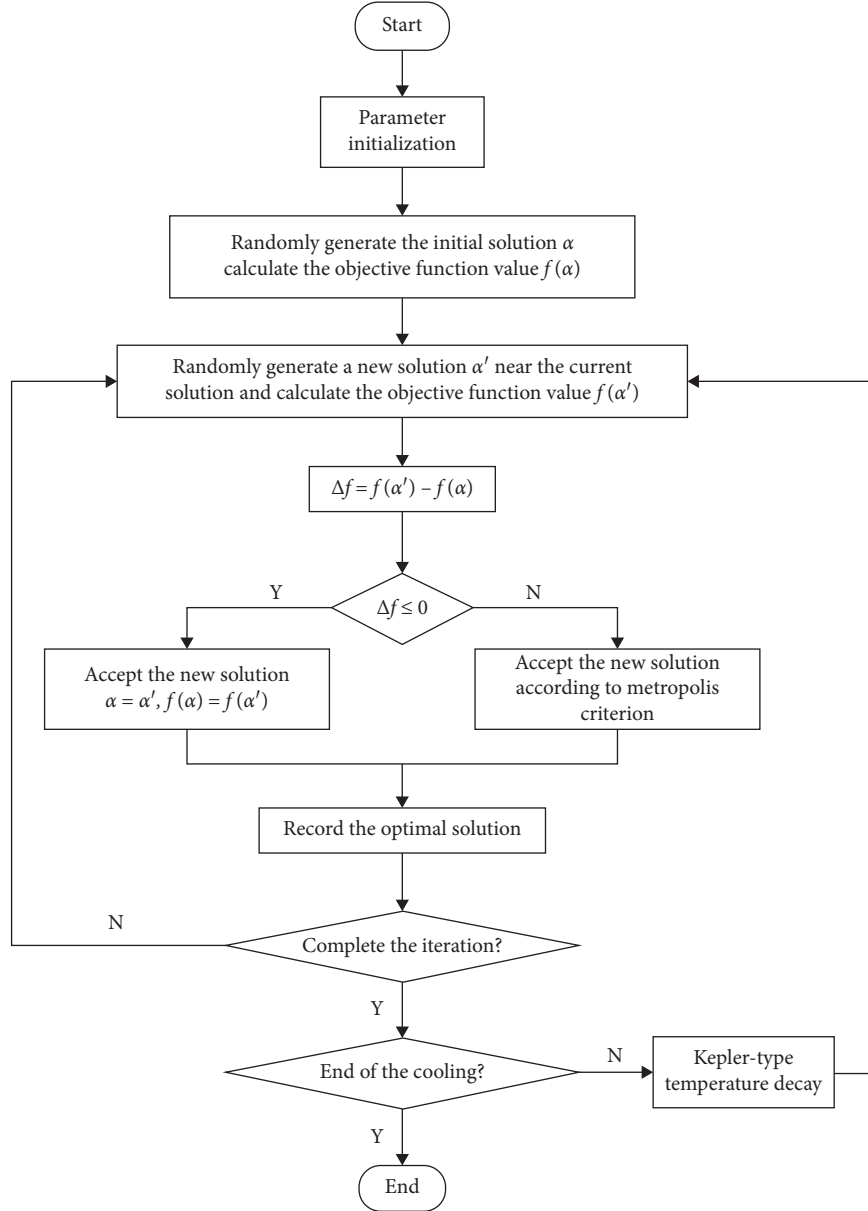 Start
Parameter
initialization
Randomly generate the initial solution α
calculate the objective function value f (α)
Randomly generate a new solution α′ near the current
solution and calculate the objective function value f (α′)
Δf = f (α′) – f (α)
Y
Δf ≤ 0
N
Accept the new solution
α = α′, f (α) = f (α′)
Accept the new solution
according to metropolis
criterion
Record the optimal solution
N
Complete the iteration?
Y
End of the cooling?
N
Kepler-type
temperature decay
Y
End